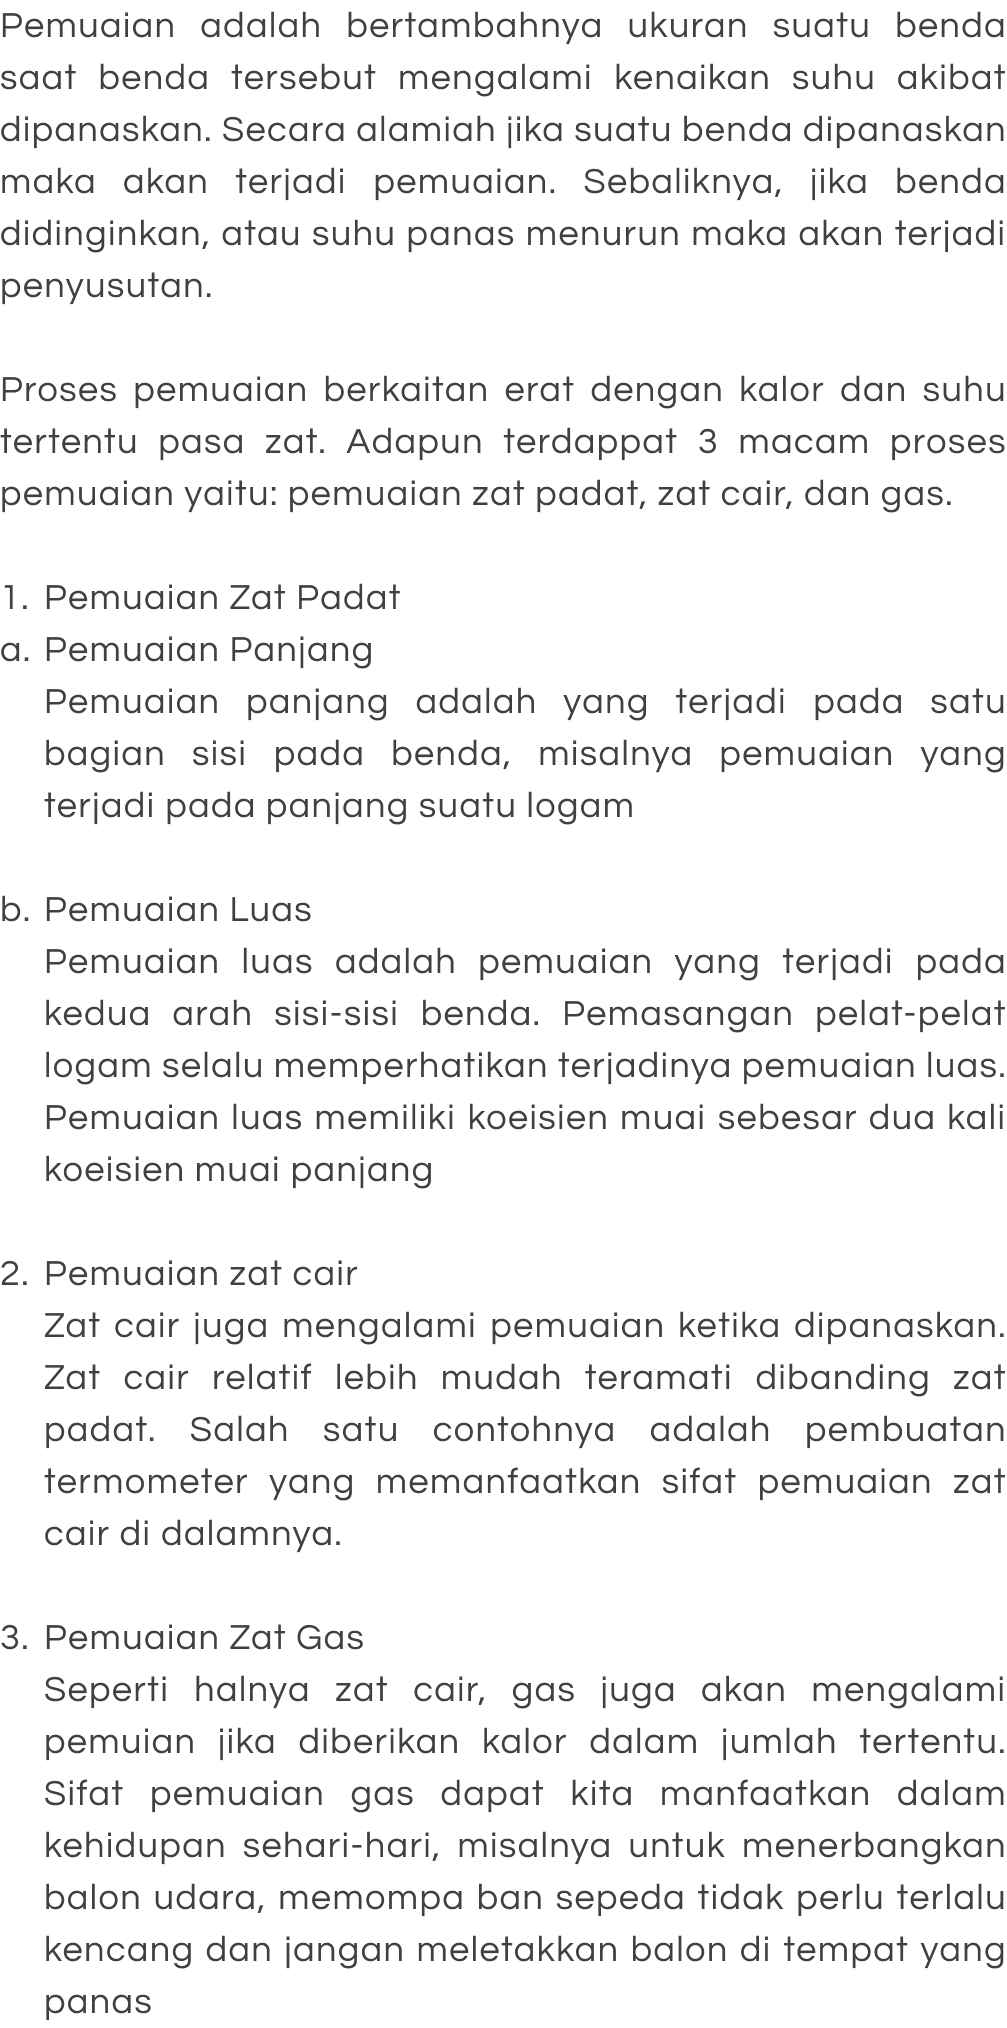 Pemuaian adalah bertambahnya ukuran suatu benda
saat benda tersebut mengalami kenaikan suhu akibat
dipanaskan. Secara alamiah jika suatu benda dipanaskan
maka akan terjadi pemuaian. Sebaliknya, jika benda
didinginkan, atau suhu panas menurun maka akan terjadi
penyusutan.
Proses pemuaian berkaitan erat dengan kalor dan suhu
tertentu pasa zat. Adapun terdappat 3 macam proses
pemuaian yaitu: pemuaian zat padat, zat cair, dan gas.
1. Pemuaian Zat Padat
a. Pemuaian Panjang
Pemuaian panjang adalah yang terjadi pada satu
bagian sisi pada benda, misalnya pemuaian yang
terjadi pada panjang suatu logam
b. Pemuaian Luas
Pemuaian luas adalah pemuaian yang terjadi pada
kedua arah sisi-sisi benda. Pemasangan pelat-pelat
logam selalu memperhatikan terjadinya pemuaian luas.
Pemuaian luas memiliki koeisien muai sebesar dua kali
koeisien muai panjang
2. Pemuaian zat cair
Zat cair juga mengalami pemuaian ketika dipanaskan.
Zat cair relatif lebih mudah teramati dibanding zat
padat. Salah satu contohnya adalah pembuatan
termometer yang memanfaatkan sifat pemuaian zat
cair di dalamnya.
3. Pemuaian Zat Gas
Seperti halnya zat cair, gas juga akan mengalami
pemuian jika diberikan kalor dalam jumlah tertentu.
Sifat pemuaian gas dapat kita manfaatkan dalam
kehidupan sehari-hari, misalnya untuk menerbangkan
balon udara, memompa ban sepeda tidak perlu terlalu
kencang dan jangan meletakkan balon di tempat yang
panas